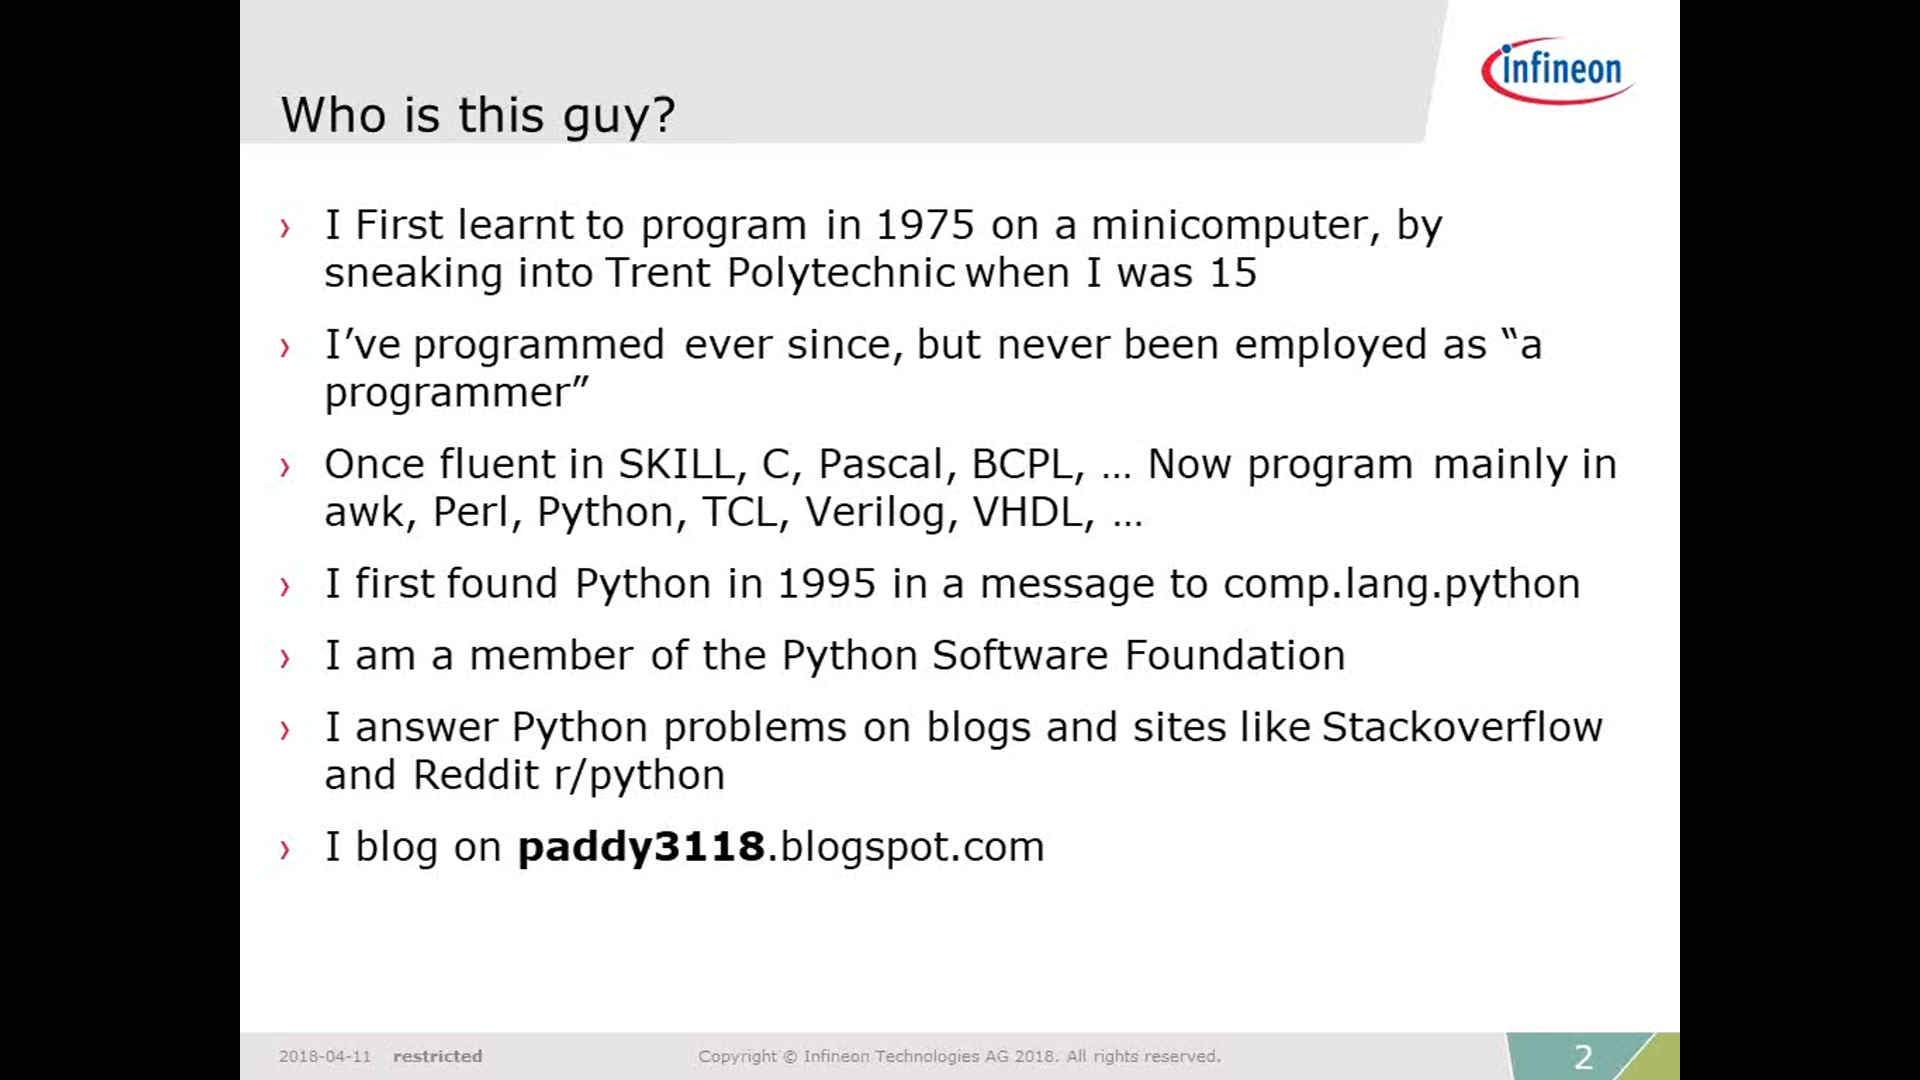 infineon
Who is this guy?
› I First learnt to program in 1975 on a minicomputer, by
sneaking into Trent Polytechnic when I was 15
› I’ve programmed ever since, but never been employed as “a
programmer”
› Once fluent in SKILL, C, Pascal, BCPL, … Now program mainly in
awk, Perl, Python, TCL, Verilog, VHDL, …
› I first found Python in 1995 in a message to comp.lang.python
› I am a member of the Python Software Foundation
› I answer Python problems on blogs and sites like Stackoverflow
and Reddit r/python
› I blog on paddy3118.blogspot.com
2018-04-11 restricted Copyright © Infineon Technologies AG 2018. All rights reserved. 2